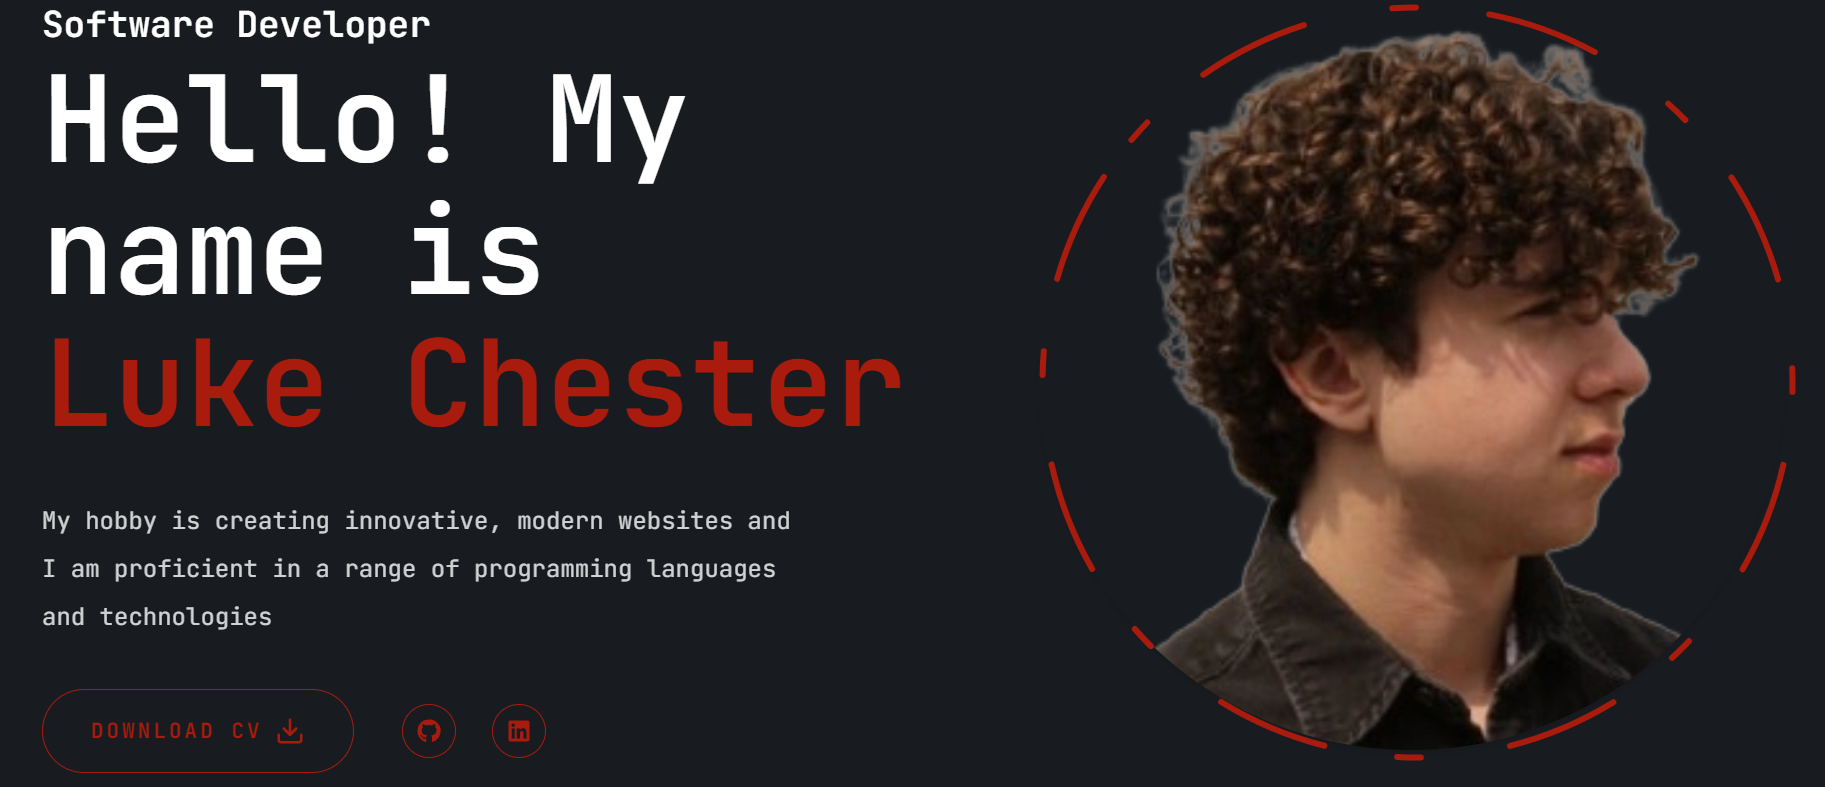 Software Developer
Hello! My
name is
Luke Chester
My hobby is creating innovative, modern websites and
I am proficient in a range of programming languages
and technologies
DOWNLOAD CV
in